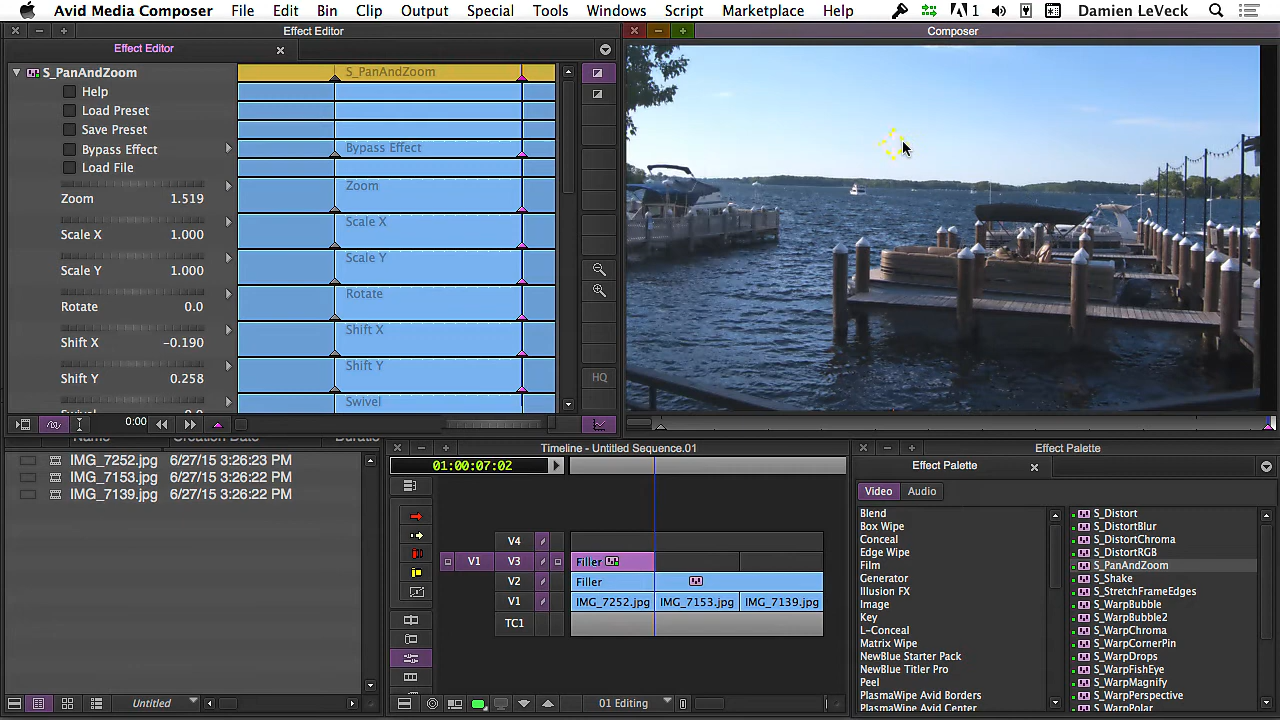 Avid Media Composer File Edit Bin Clip Output Special Tools Windows Script Marketplace Help 1 Damien LeVeck
Effect Editor
Composer
Effect Editor
S_PanAndZoom
S_PanAndZoom
Help
Load Preset
Save Preset
Bypass Effect
Bypass Effect
Load File
Zoom
Zoom 1.519
Scale X
Scale X 1.000
Scale Y
Scale Y 1.000
Rotate
Rotate 0.0
Shift X
Shift X -0.190
Shift Y
Shift Y 0.258
Swivel
HQ
0:00
Name Creation Date Duratio
IMG_7252.jpg 6/27/15 3:26:23 PM
IMG_7153.jpg 6/27/15 3:26:22 PM
IMG_7139.jpg 6/27/15 3:26:22 PM
Untitled
Timeline - Untitled Sequence.01
01:00:07:02
V4
V1 V3 Filler
V2 Filler
V1 IMG_7252.jpg IMG_7153.jpg IMG_7139.jpg
TC1
01 Editing
Effect Palette
Effect Palette
Video Audio
Blend
Box Wipe
Conceal
Edge Wipe
Film
Generator
Illusion FX
Image
Key
L-Conceal
Matrix Wipe
NewBlue Starter Pack
NewBlue Titler Pro
Peel
PlasmaWipe Avid Borders
PlasmaWipe Avid Center
S_Distort
S_DistortBlur
S_DistortChroma
S_DistortRGB
S_PanAndZoom
S_Shake
S_StretchFrameEdges
S_WarpBubble
S_WarpBubble2
S_WarpChroma
S_WarpCornerPin
S_WarpDrops
S_WarpFishEye
S_WarpMagnify
S_WarpPerspective
S_WarpPolar